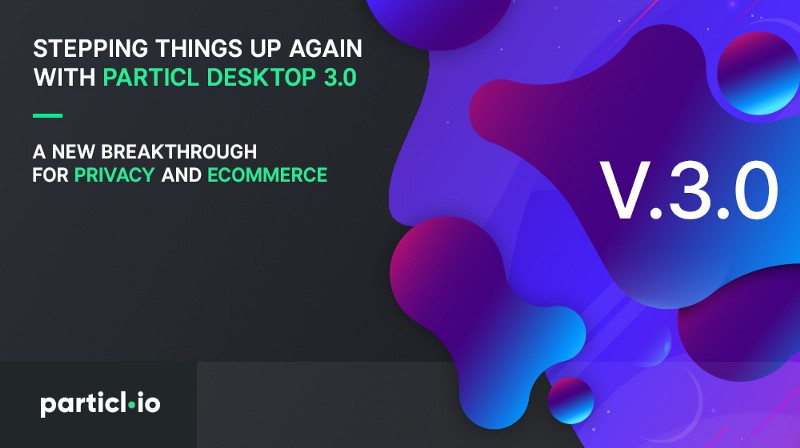 STEPPING THINGS UP AGAIN
WITH PARTICL DESKTOP 3.0
A NEW BREAKTHROUGH
FOR PRIVACY AND ECOMMERCE
V.3.0
particl.io